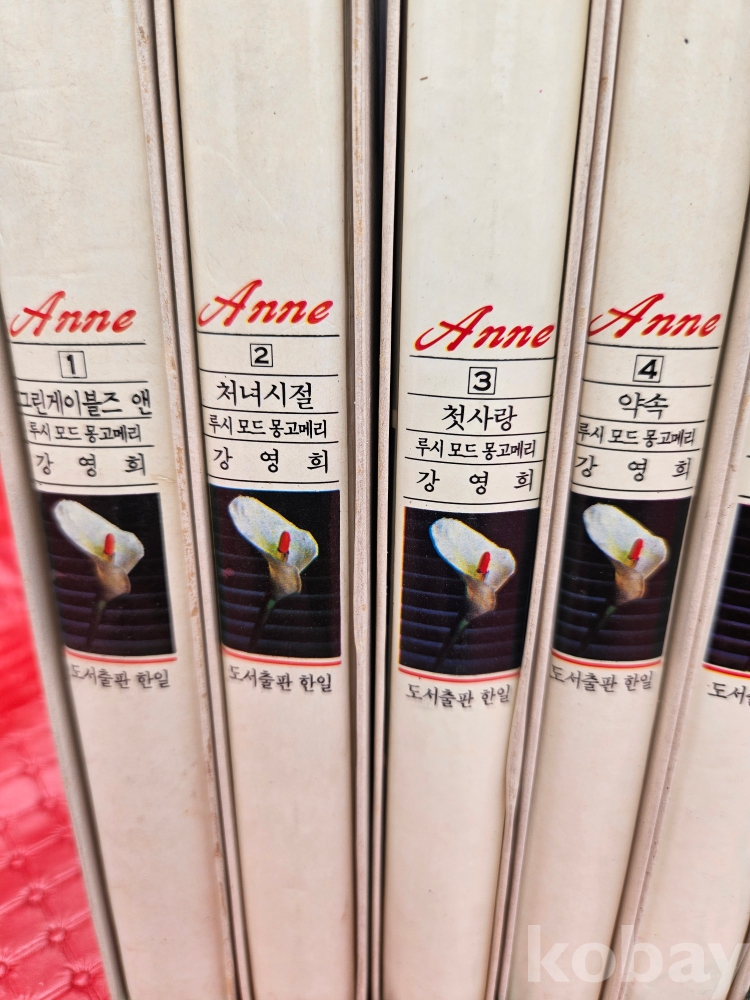 Anne
1
그린게이블즈 앤
루시 모드 몽고메리
강 영 희
도서출판 한일
Anne
2
처녀시절
루시 모드 몽고메리
강 영 희
도서출판 한일
Anne
3
첫사랑
루시 모드 몽고메리
강 영 희
도서출판 한일
Anne
4
약속
루시 모드 몽고메리
강 영 희
도서출판 한일
도서
kobay